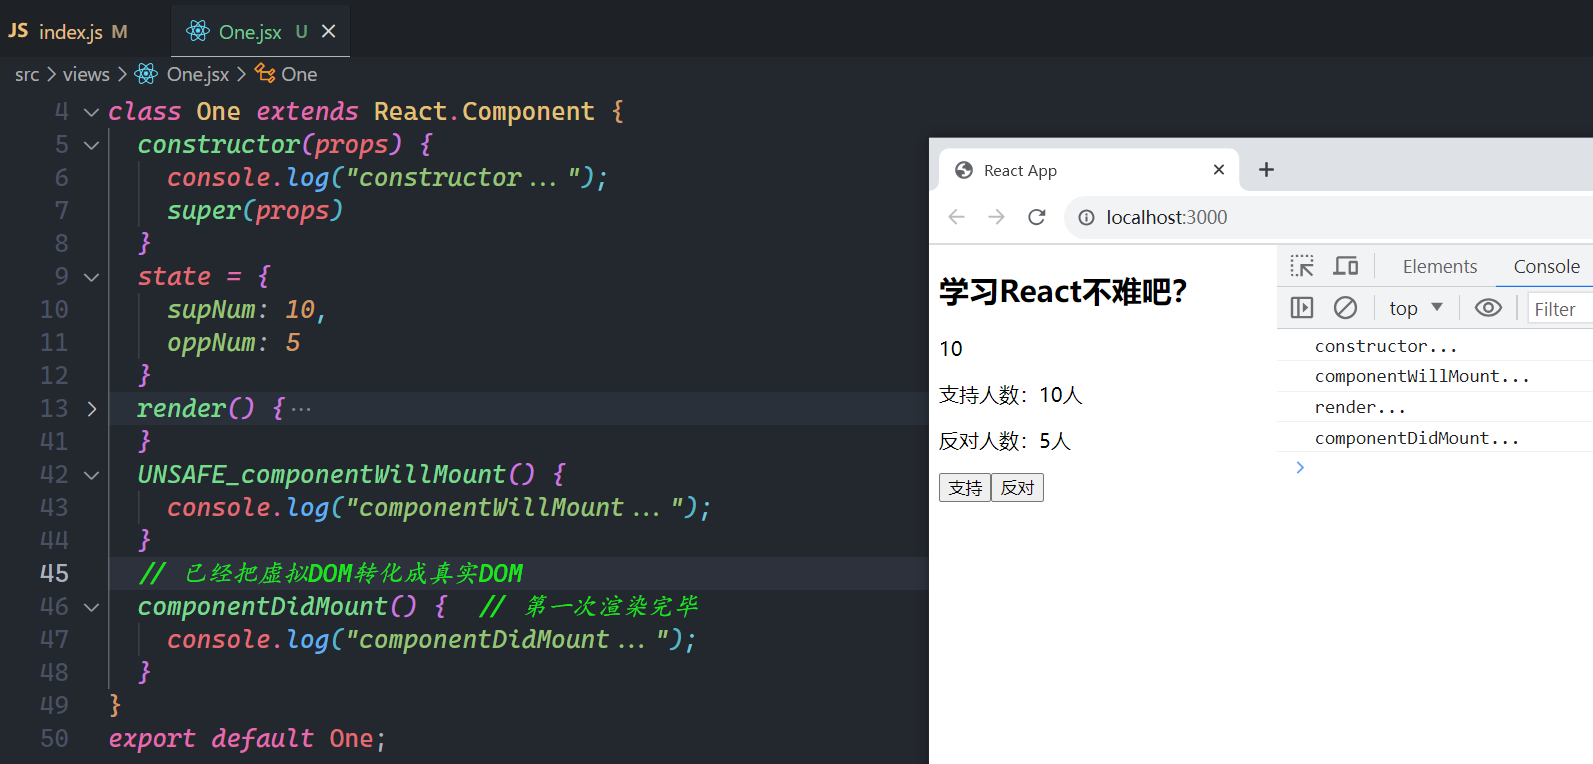 JS index.js M
One.jsx U
src > views > One.jsx > One
4 class One extends React.Component {
5 constructor(props) {
6 console.log("constructor...");
7 super(props)
8 }
9 state = {
10 supNum: 10,
11 oppNum: 5
12 }
13 render() {···
41 }
42 UNSAFE_componentWillMount() {
43 console.log("componentWillMount...");
44 }
45 // 已经把虚拟DOM转化成真实DOM
46 componentDidMount() { // 第一次渲染完毕
47 console.log("componentDidMount...");
48 }
49 }
50 export default One;
React App
localhost:3000
学习React不难吧?
10
支持人数：10人
反对人数：5人
支持 反对
Elements Console
top Filter
constructor...
componentWillMount...
render...
componentDidMount...